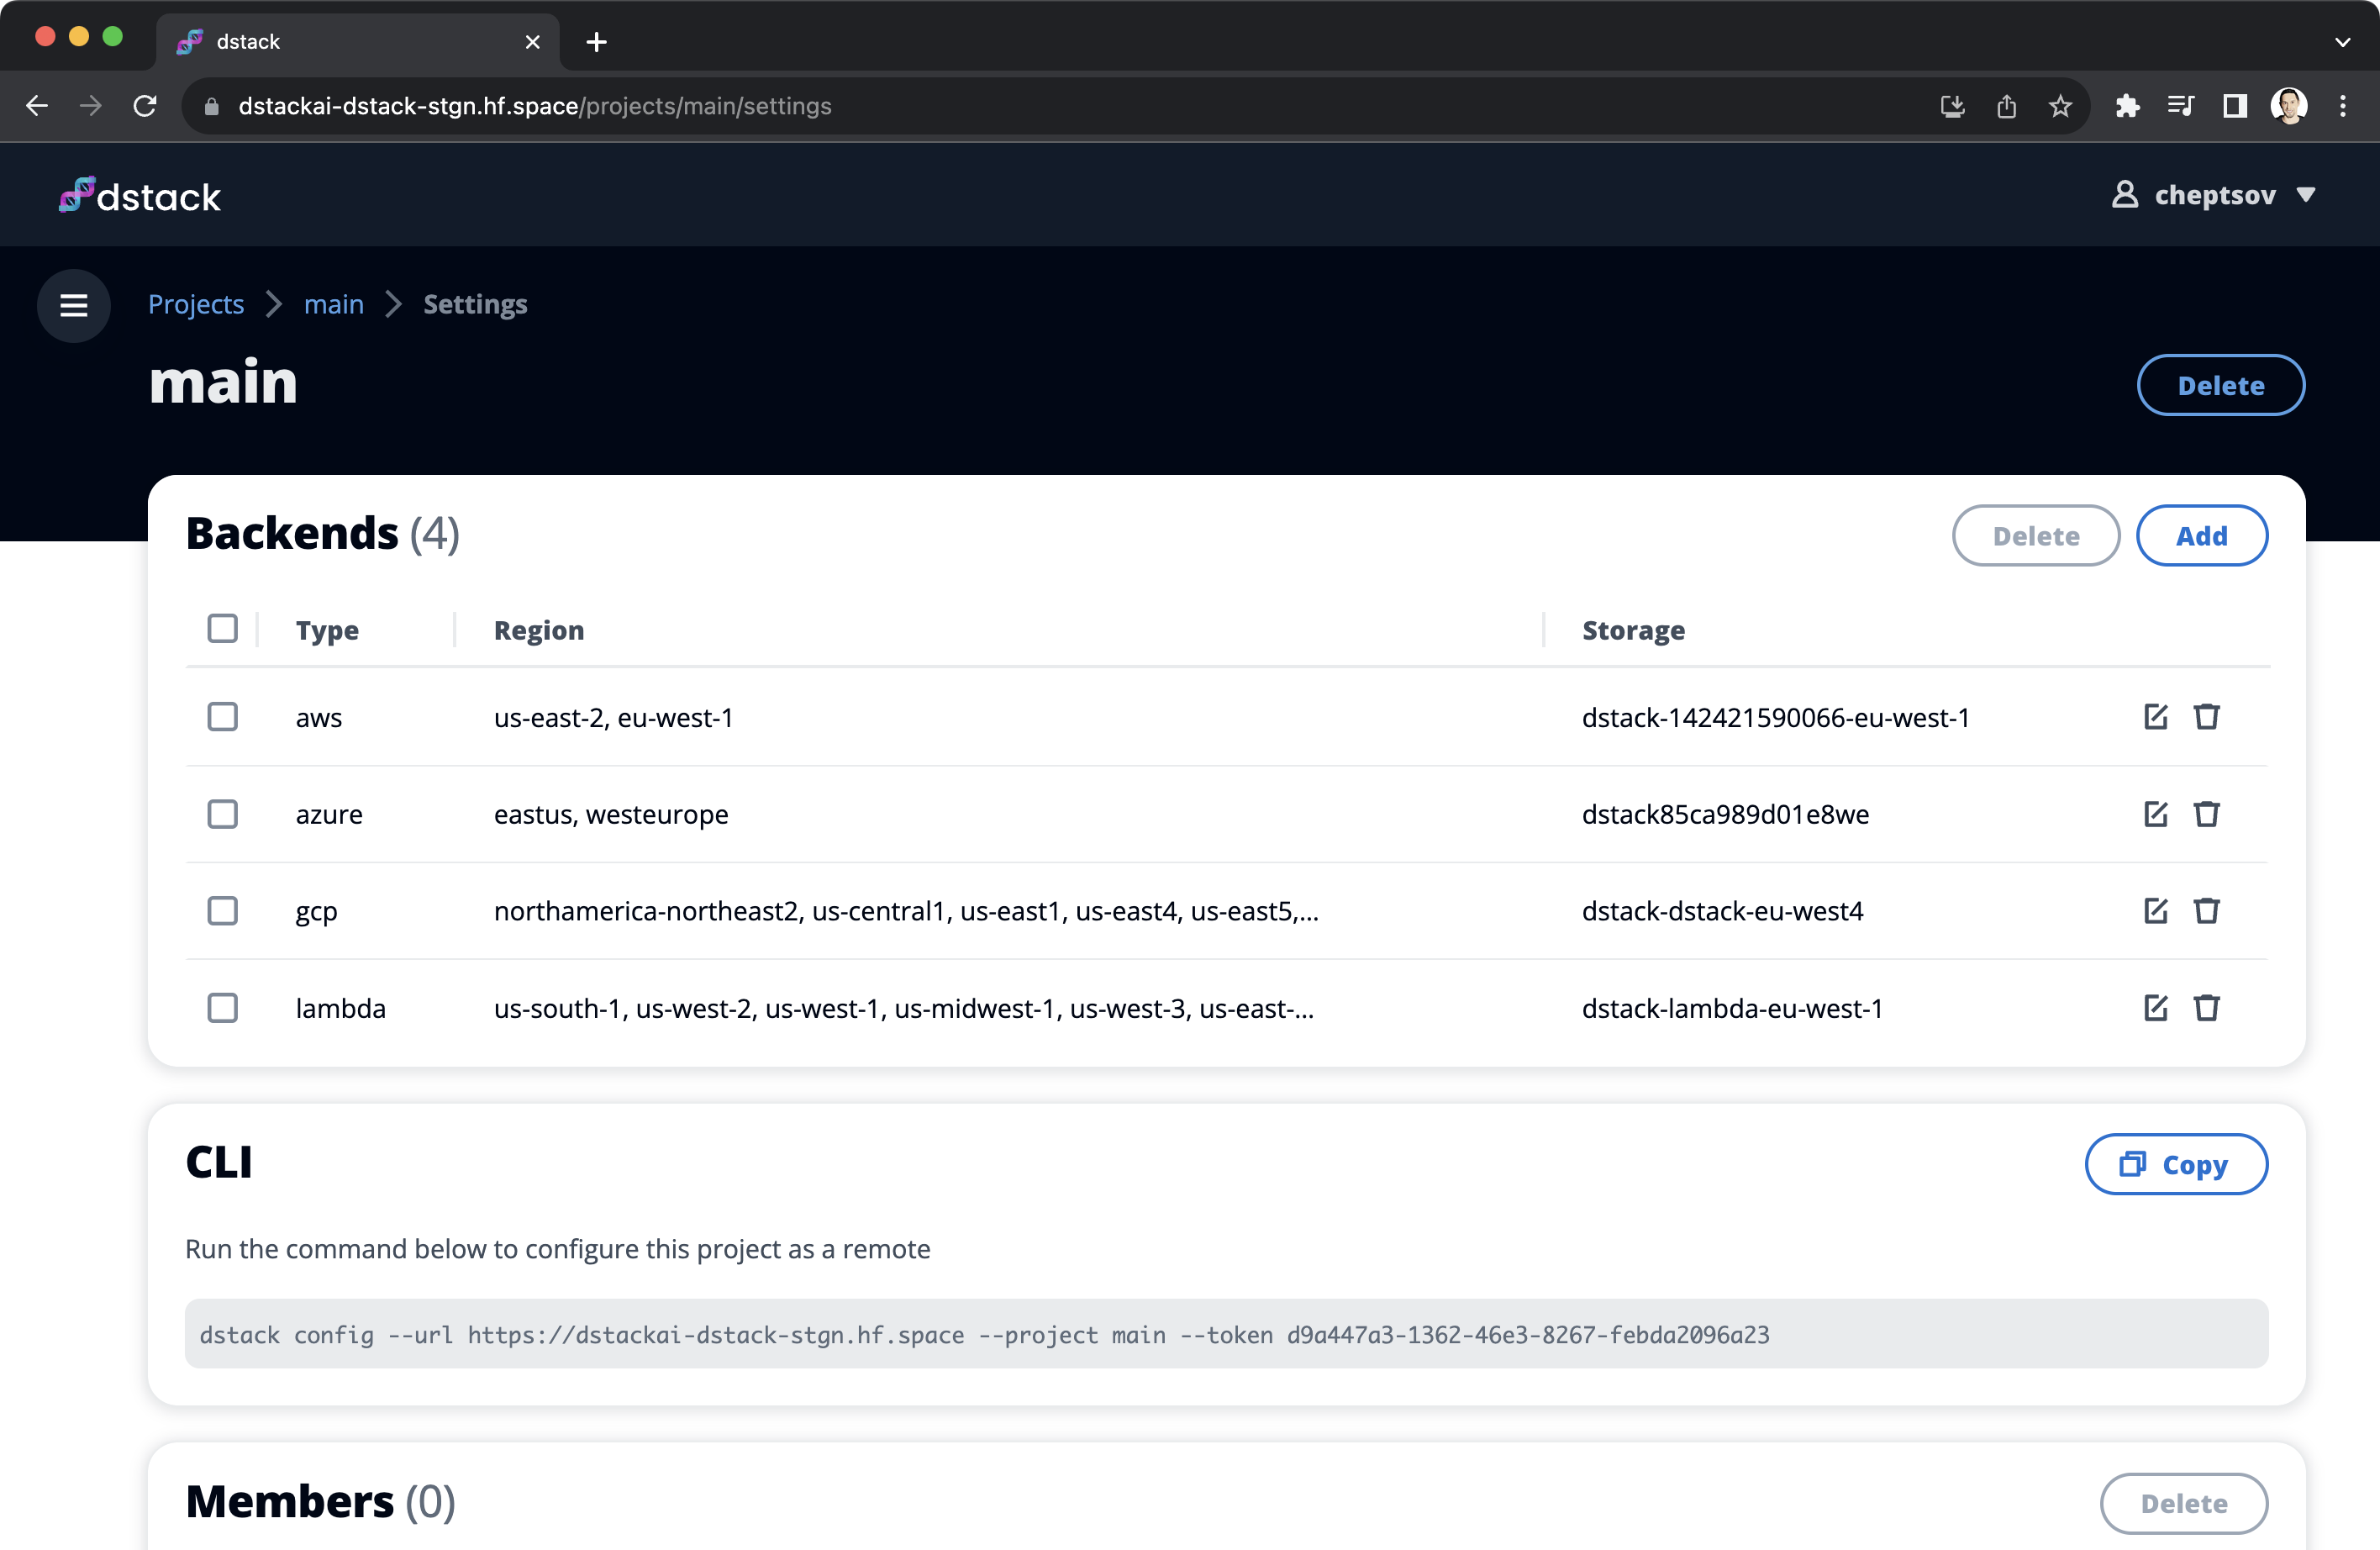 dstack
dstackai-dstack-stgn.hf.space/projects/main/settings
dstack
cheptsov
Projects main Settings
main
Delete
Backends (4)
Delete Add
Type Region Storage
aws us-east-2, eu-west-1 dstack-142421590066-eu-west-1
azure eastus, westeurope dstack85ca989d01e8we
gcp northamerica-northeast2, us-central1, us-east1, us-east4, us-east5,... dstack-dstack-eu-west4
lambda us-south-1, us-west-2, us-west-1, us-midwest-1, us-west-3, us-east-... dstack-lambda-eu-west-1
CLI
Copy
Run the command below to configure this project as a remote
dstack config --url https://dstackai-dstack-stgn.hf.space --project main --token d9a447a3-1362-46e3-8267-febda2096a23
Members (0)
Delete